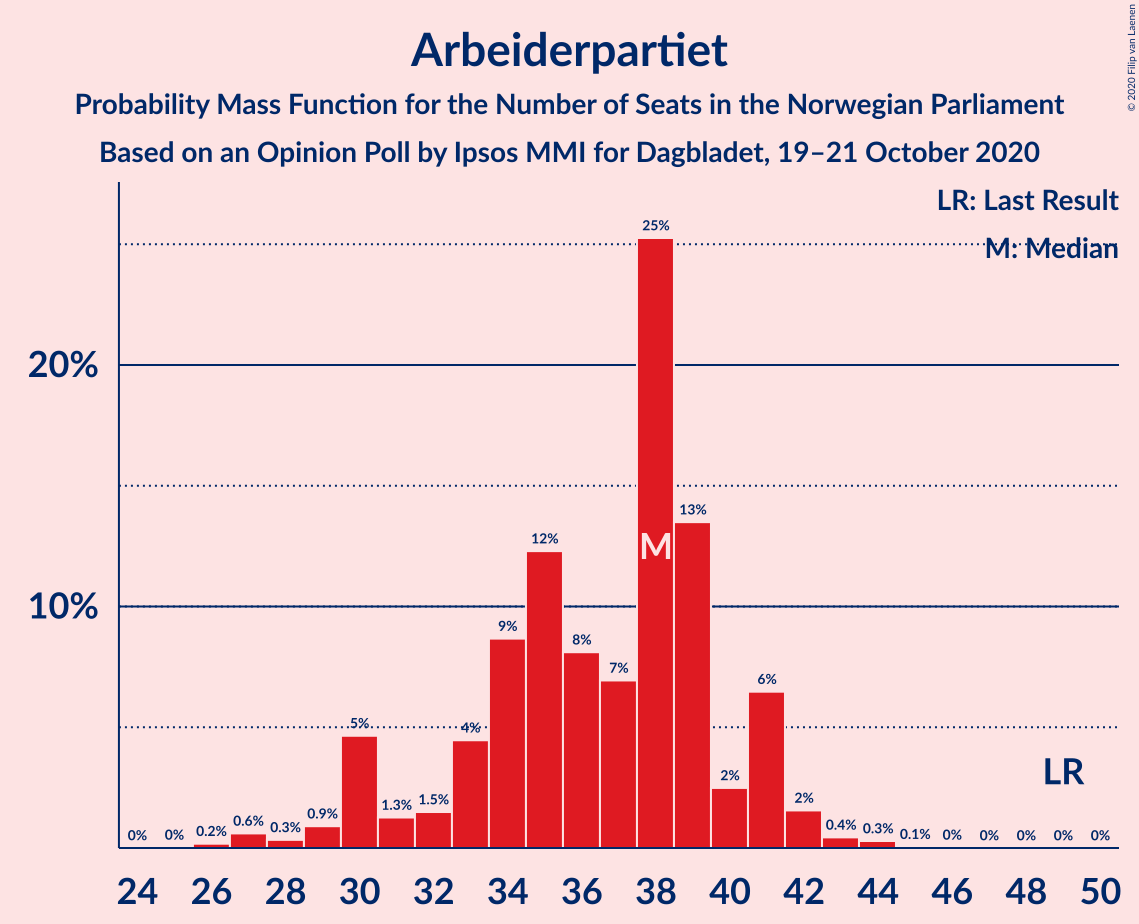 Arbeiderpartiet
Probability Mass Function for the Number of Seats in the Norwegian Parliament
Based on an Opinion Poll by Ipsos MMI for Dagbladet, 19–21 October 2020
© 2020 Filip van Laenen
LR: Last Result
M: Median
20%
10%
0% 0% 0.2% 0.6% 0.3% 0.9% 5% 1.3% 1.5% 4% 9% 12% 8% 7% 25% 13% 2% 6% 2% 0.4% 0.3% 0.1% 0% 0% 0% 0% 0%
M
LR
24 26 28 30 32 34 36 38 40 42 44 46 48 50